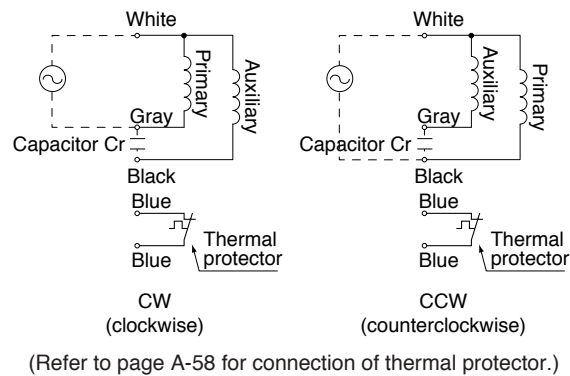 White
Primary
Auxiliary
Gray
Capacitor Cr
Black
Blue
Thermal
protector
Blue
CW
(clockwise)
White
Auxiliary
Primary
Gray
Capacitor Cr
Black
Blue
Thermal
protector
Blue
CCW
(counterclockwise)
(Refer to page A-58 for connection of thermal protector.)